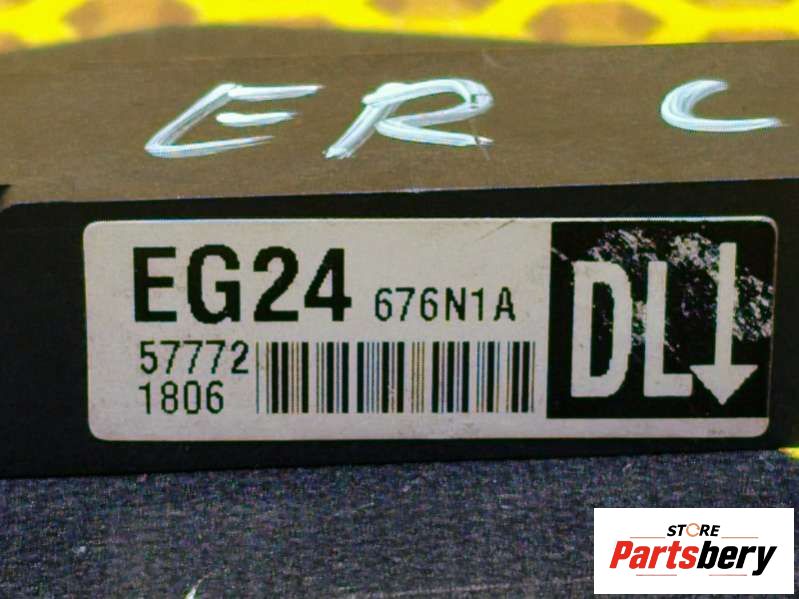 ER C
EG24 676N1A
57772
1806
DL↓
STORE
Partsbery